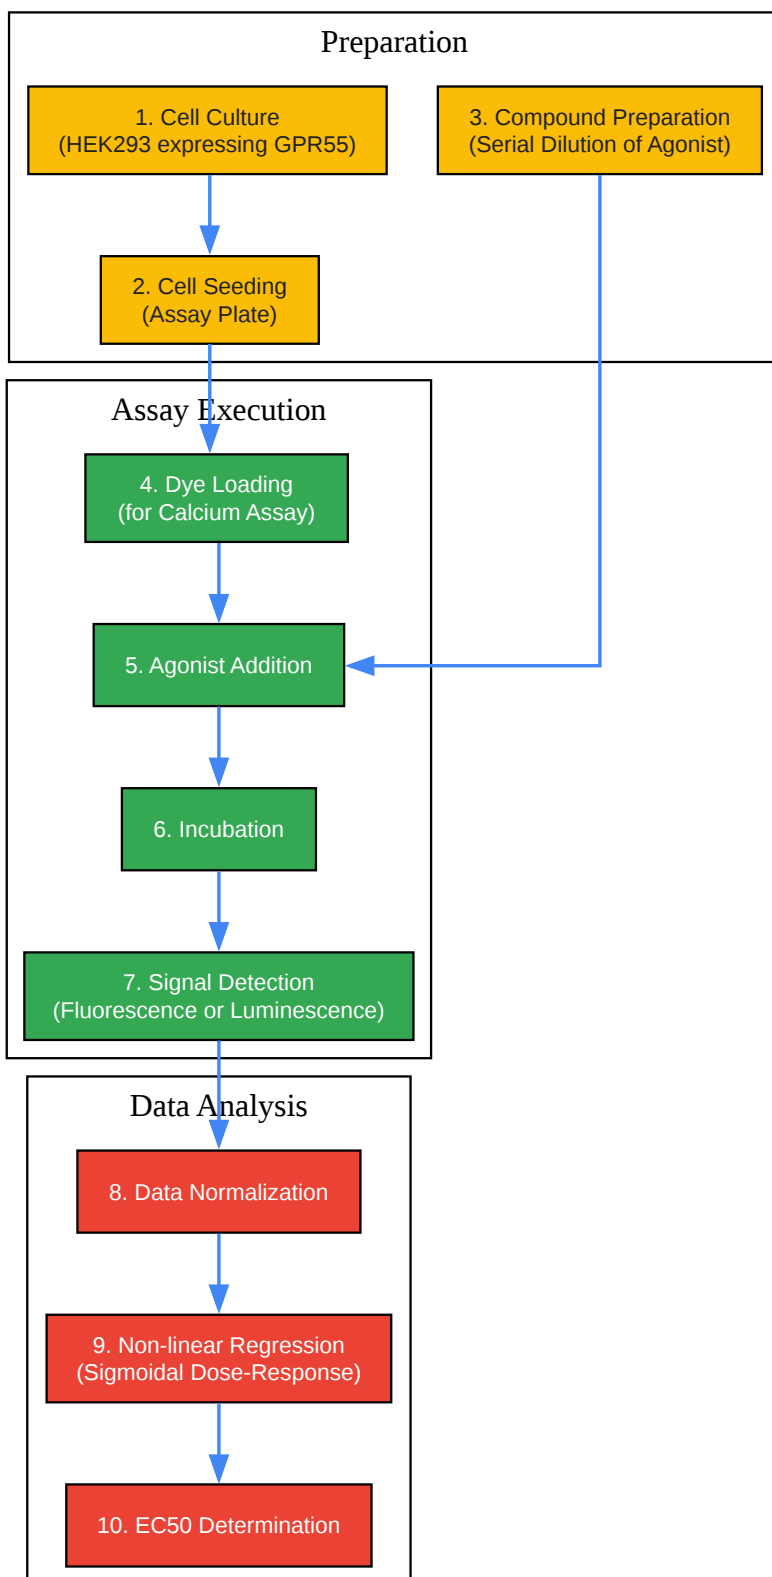 Preparation
1. Cell Culture
(HEK293 expressing GPR55)
3. Compound Preparation
(Serial Dilution of Agonist)
2. Cell Seeding
(Assay Plate)
Assay Execution
4. Dye Loading
(for Calcium Assay)
5. Agonist Addition
6. Incubation
7. Signal Detection
(Fluorescence or Luminescence)
Data Analysis
8. Data Normalization
9. Non-linear Regression
(Sigmoidal Dose-Response)
10. EC50 Determination